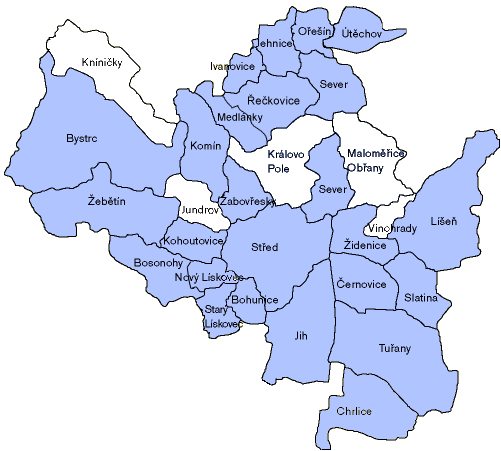 Ořešín
Útěchov
Jehnice
Kníničky
Ivanovice
Sever
Řečkovice
Medlánky
Bystrc
Komín
Královo
Pole
Maloměřice
Obřany
Sever
Žebětín
Žabovřesky
Jundrov
Líšeň
Vinohrady
Kohoutovice
Střed
Židenice
Bosonohy
Nový Lískovec
Černovice
Slatina
Bohunice
Starý
Lískovec
Jih
Tuřany
Chrlice